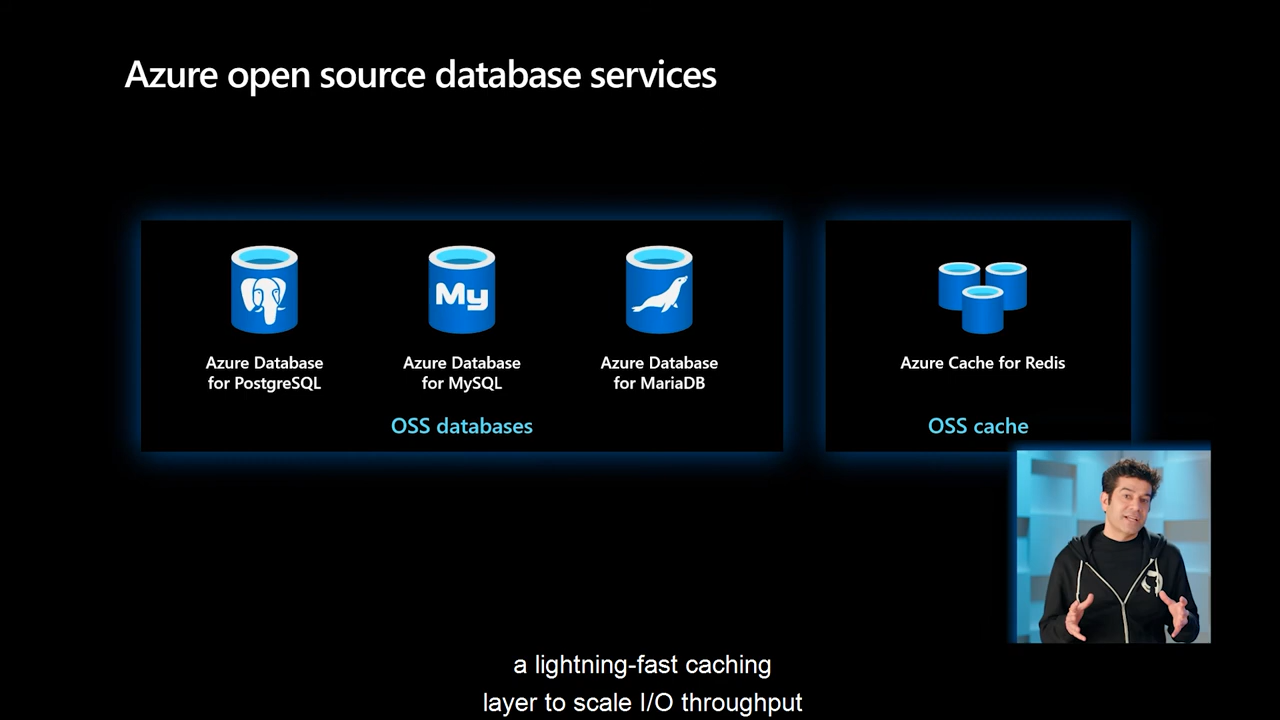 Azure open source database services
My
Azure Database
for PostgreSQL
Azure Database
for MySQL
Azure Database
for MariaDB
OSS databases
Azure Cache for Redis
OSS cache
a lightning-fast caching
layer to scale I/O throughput